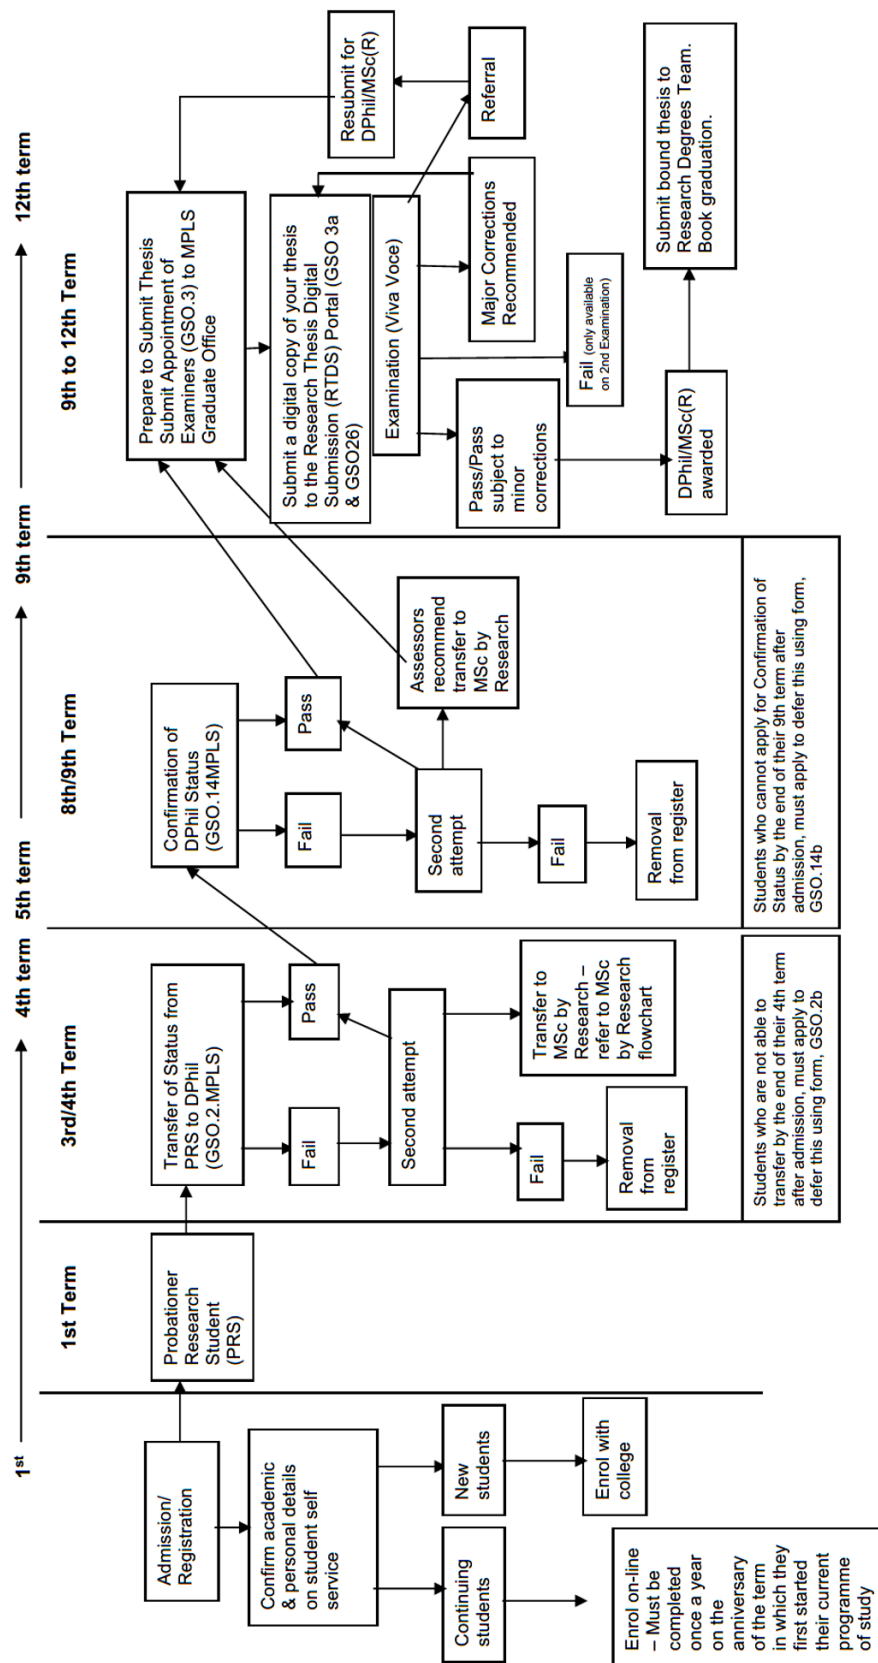 1st
4th term
5th term
9th term
12th term
1st Term
3rd/4th Term
8th/9th Term
9th to 12th Term
Admission/
Registration
Confirm academic
& personal details
on student self
service
Continuing
students
New
students
Enrol on-line
– Must be
completed
once a year
on the
anniversary
of the term
in which they
first started
their current
programme
of study
Enrol with
college
Probationer
Research
Student
(PRS)
Transfer of Status from
PRS to DPhil
(GSO.2.MPLS)
Fail
Pass
Second attempt
Fail
Removal
from
register
Transfer to
MSc by
Research –
refer to MSc
by Research
flowchart
Students who are not able to
transfer by the end of their 4th term
after admission, must apply to
defer this using form, GSO.2b
Confirmation of
DPhil Status
(GSO.14MPLS)
Fail
Pass
Second
attempt
Assessors
recommend
transfer to
MSc by
Research
Fail
Removal
from register
Students who cannot apply for Confirmation of
Status by the end of their 9th term after
admission, must apply to defer this using form,
GSO.14b
Prepare to Submit Thesis
Submit Appointment of
Examiners (GSO.3) to MPLS
Graduate Office
Submit a digital copy of your thesis
to the Research Thesis Digital
Submission (RTDS) Portal (GSO 3a
& GSO26)
Examination (Viva Voce)
Pass/Pass
subject to
minor
corrections
Fail (only available
on 2nd Examination)
Major Corrections
Recommended
Referral
Resubmit for
DPhil/MSc(R)
DPhil/MSc(R)
awarded
Submit bound thesis to
Research Degrees Team.
Book graduation.